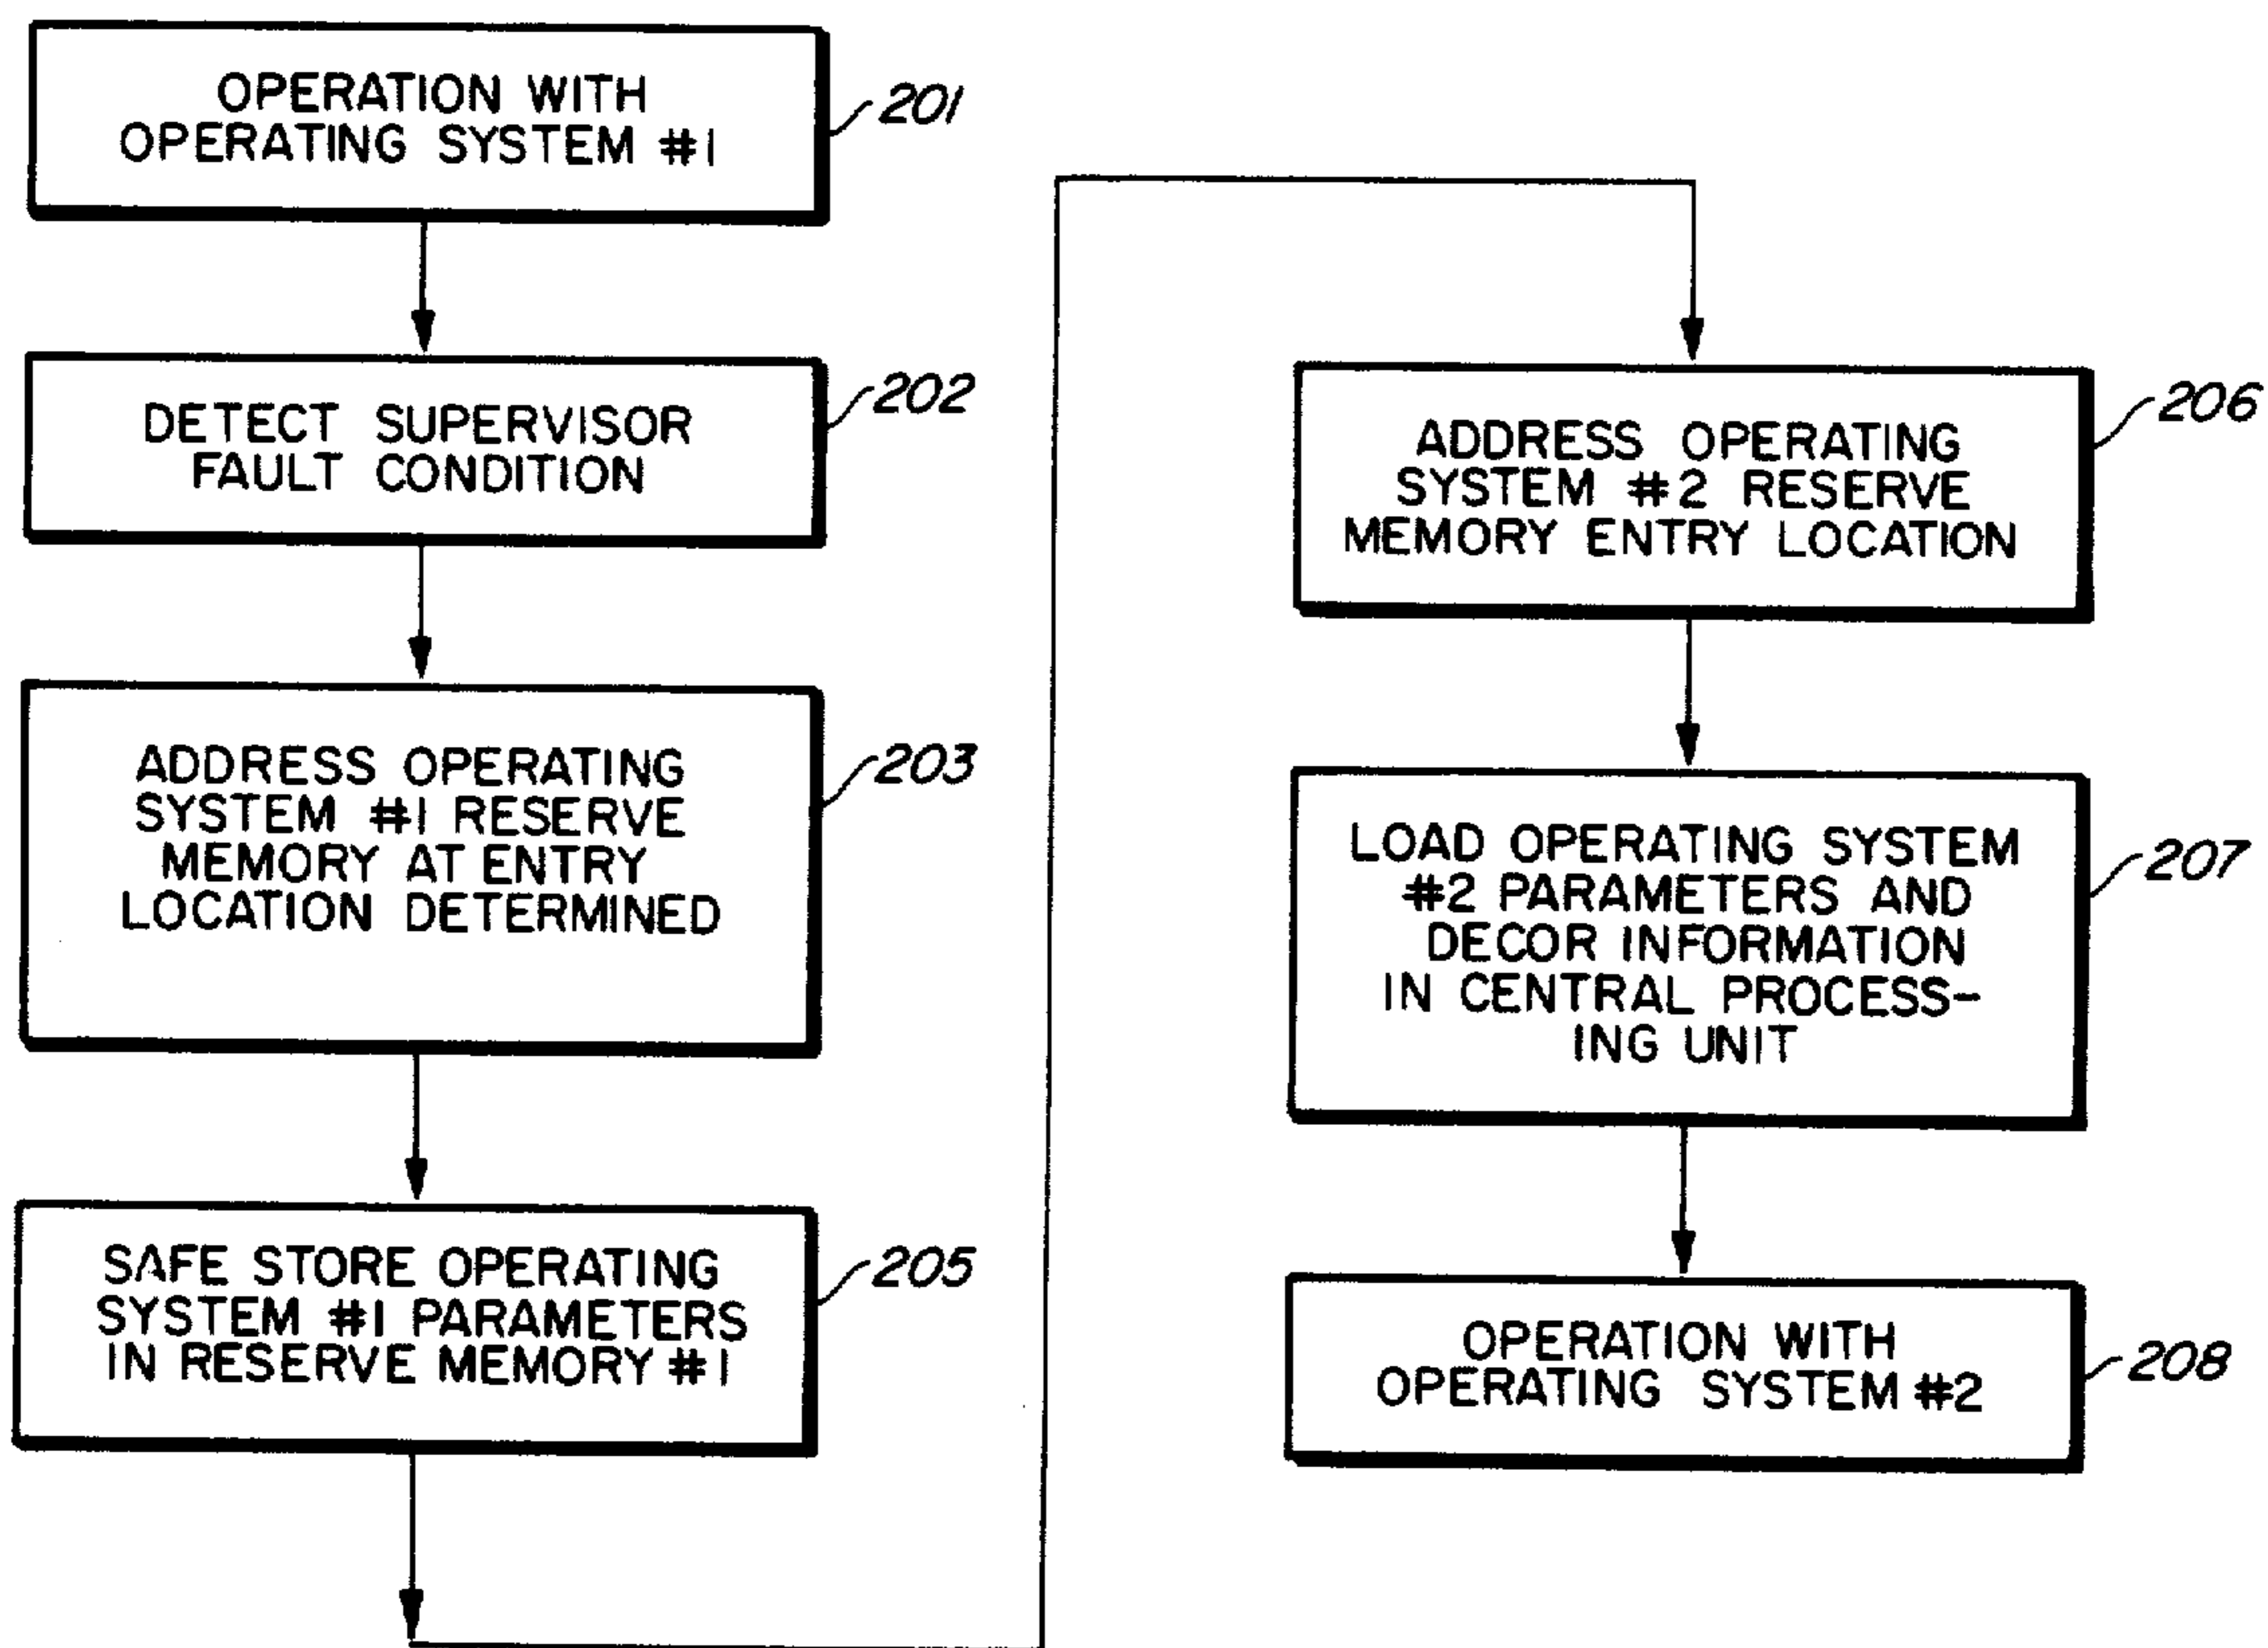 OPERATION WITH
OPERATING SYSTEM #1
201
DETECT SUPERVISOR
FAULT CONDITION
202
ADDRESS OPERATING
SYSTEM #1 RESERVE
MEMORY AT ENTRY
LOCATION DETERMINED
203
SAFE STORE OPERATING
SYSTEM #1 PARAMETERS
IN RESERVE MEMORY #1
205
ADDRESS OPERATING
SYSTEM #2 RESERVE
MEMORY ENTRY LOCATION
206
LOAD OPERATING SYSTEM
#2 PARAMETERS AND
DECOR INFORMATION
IN CENTRAL PROCESS-
ING UNIT
207
OPERATION WITH
OPERATING SYSTEM #2
208